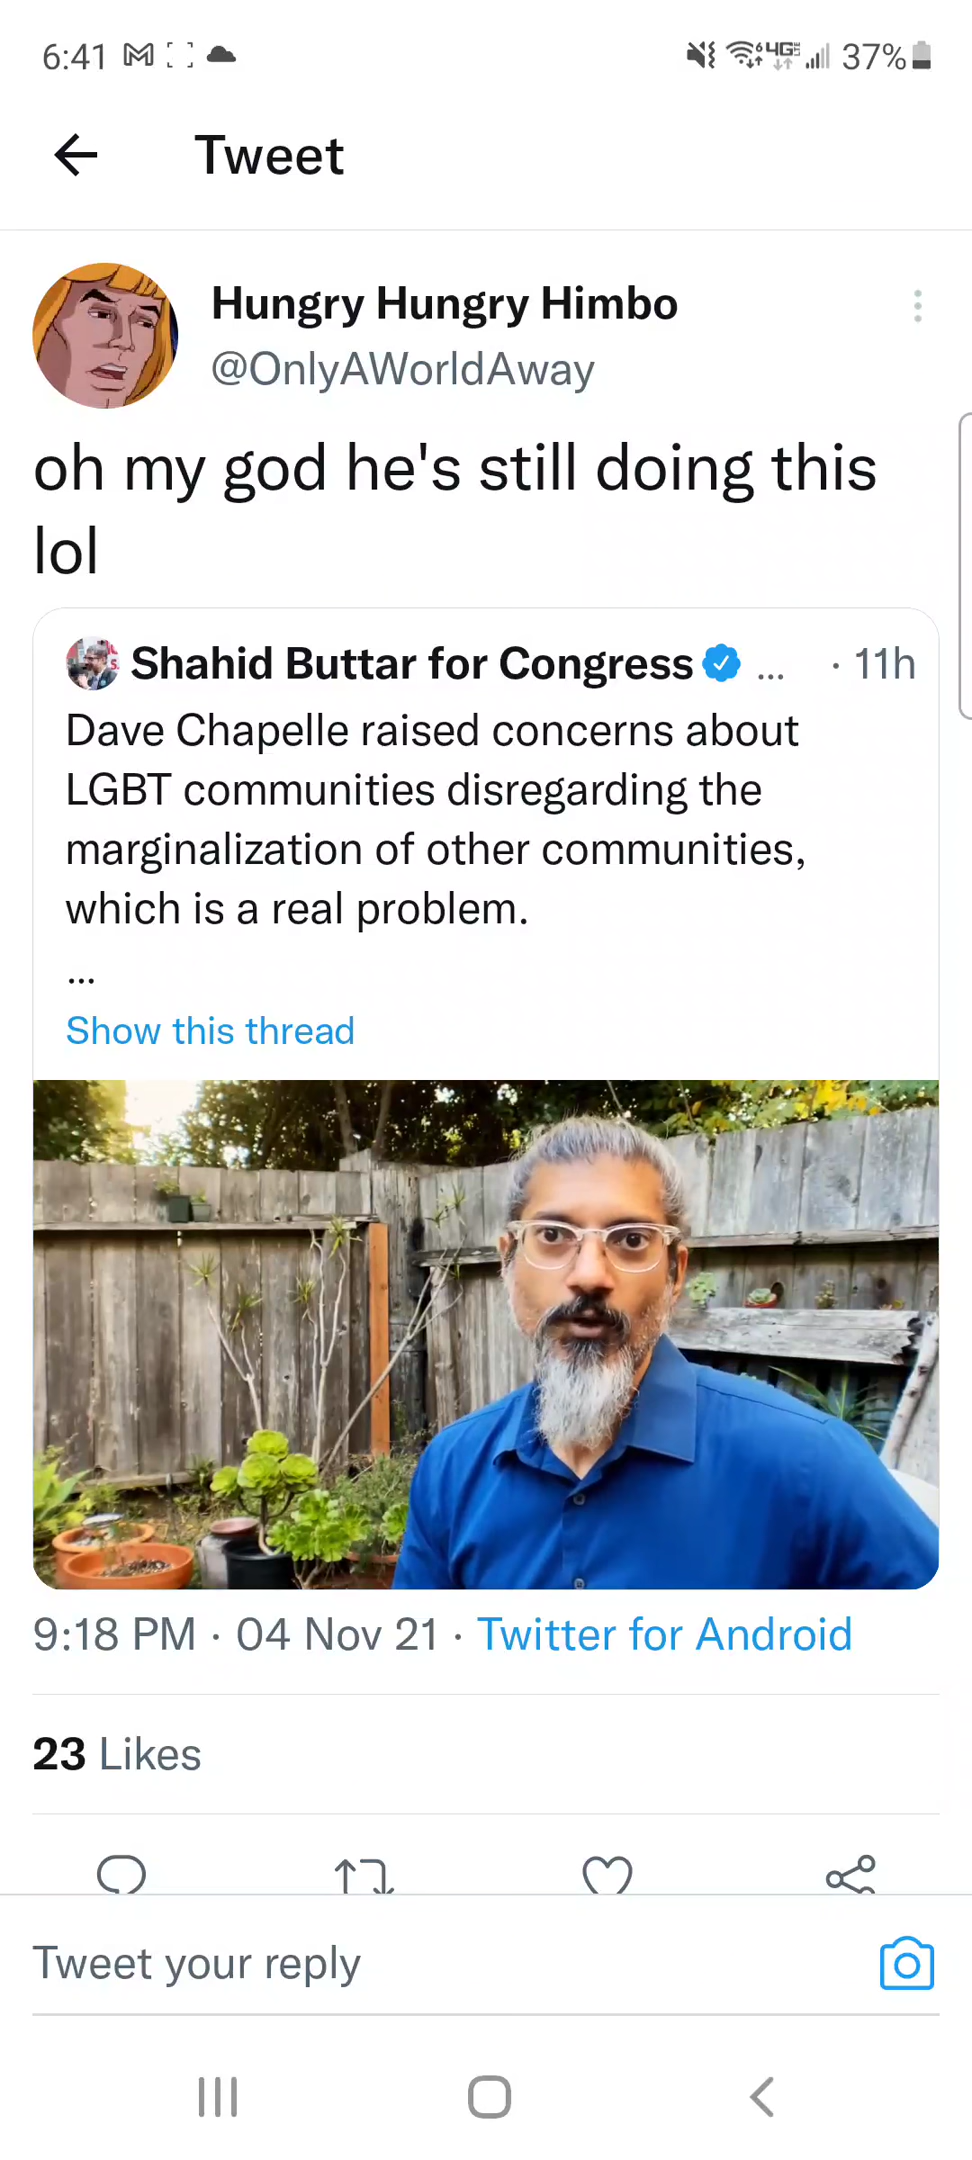 6:41
37%
Tweet
Hungry Hungry Himbo
@OnlyAWorldAway
oh my god he's still doing this
lol
Shahid Buttar for Congress ... · 11h
Dave Chapelle raised concerns about
LGBT communities disregarding the
marginalization of other communities,
which is a real problem.
...
Show this thread
9:18 PM · 04 Nov 21 · Twitter for Android
23 Likes
Tweet your reply